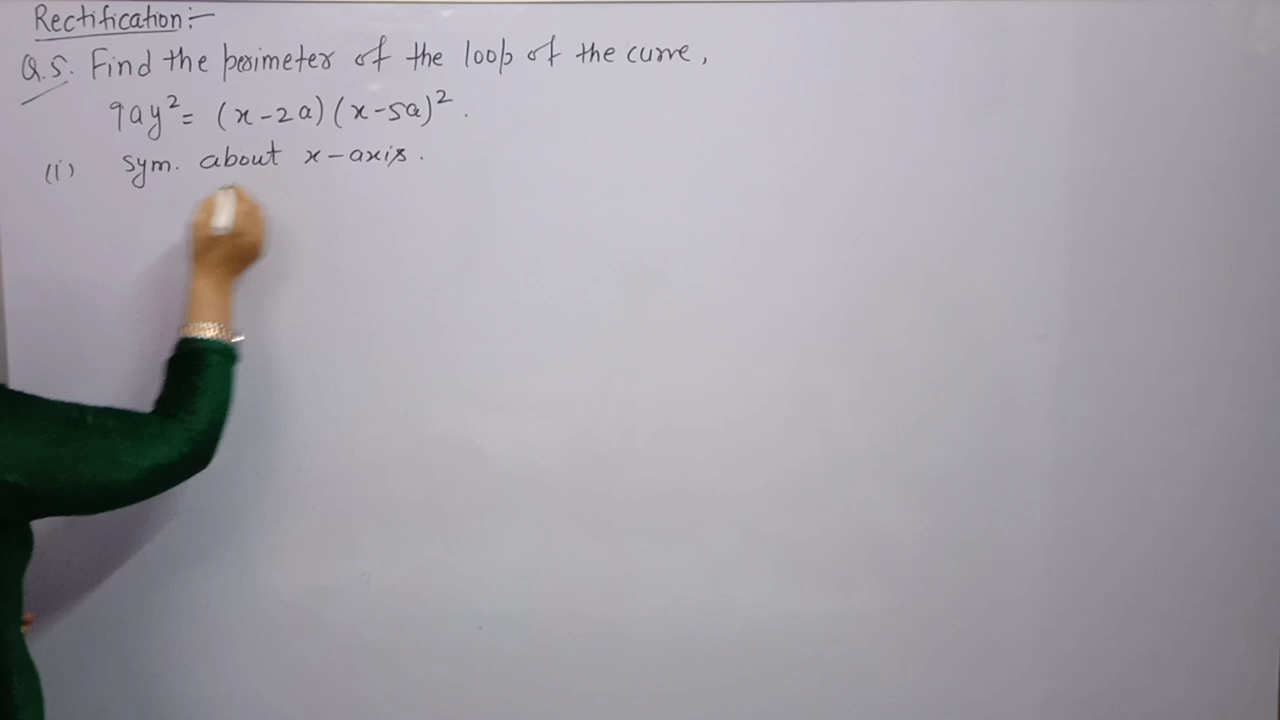 Rectification:-
Q.5. Find the perimeter of the loop of the curve,
9ay² = (x-2a)(x-5a)².
(i) sym. about x-axis.